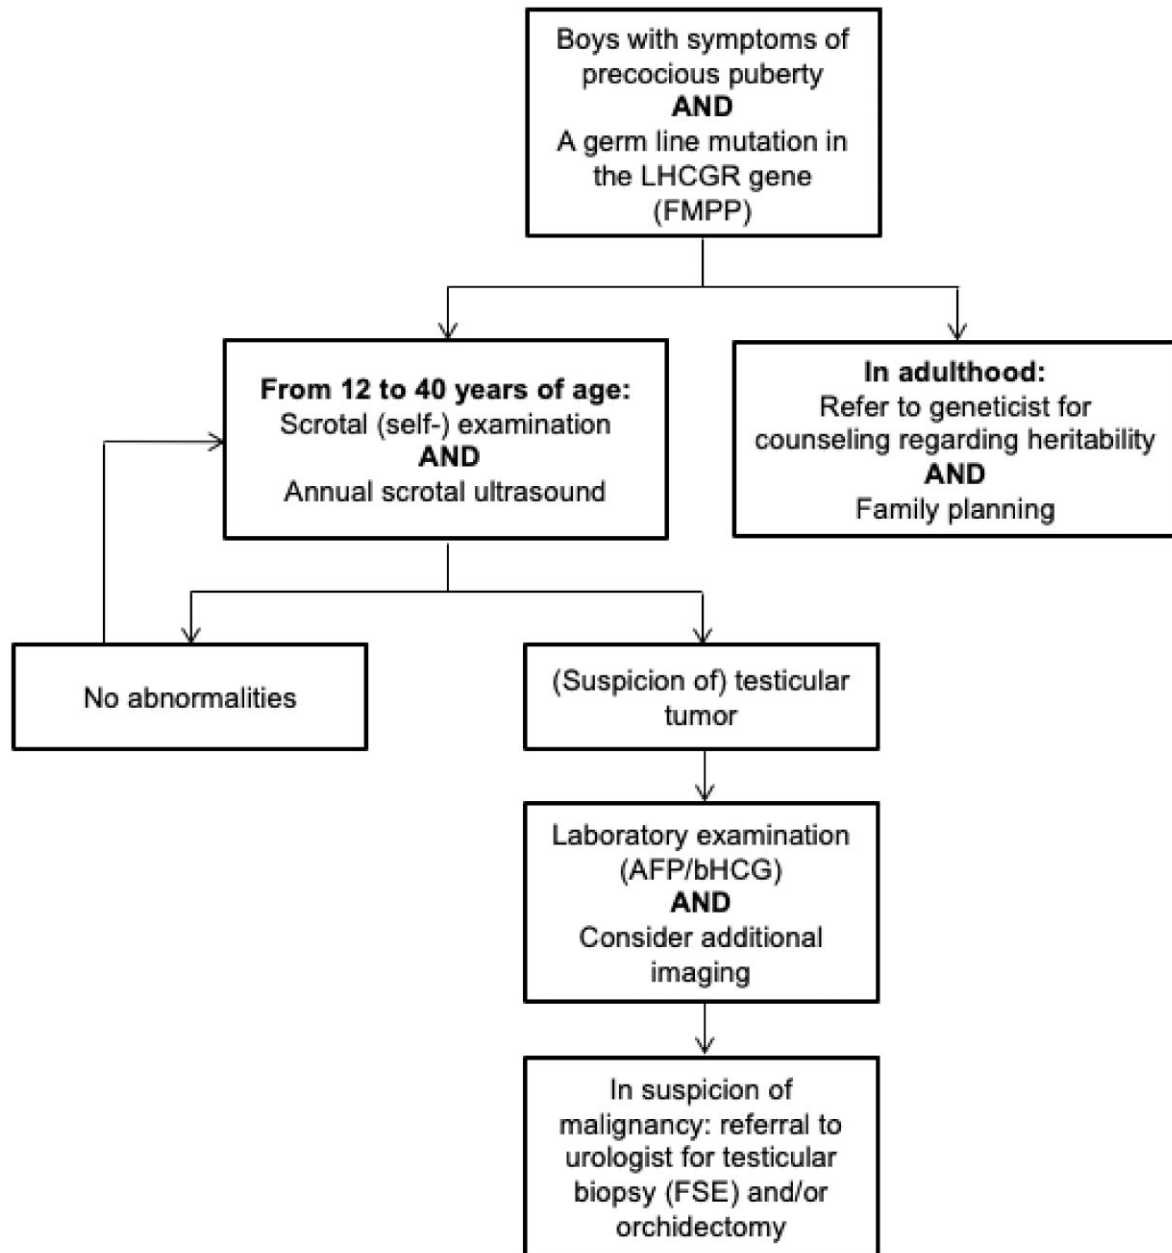 Boys with symptoms of
precocious puberty
AND
A germ line mutation in
the LHCGR gene
(FMPP)
From 12 to 40 years of age:
Scrotal (self-) examination
AND
Annual scrotal ultrasound
In adulthood:
Refer to geneticist for
counseling regarding heritability
AND
Family planning
No abnormalities
(Suspicion of) testicular
tumor
Laboratory examination
(AFP/bHCG)
AND
Consider additional
imaging
In suspicion of
malignancy: referral to
urologist for testicular
biopsy (FSE) and/or
orchidectomy